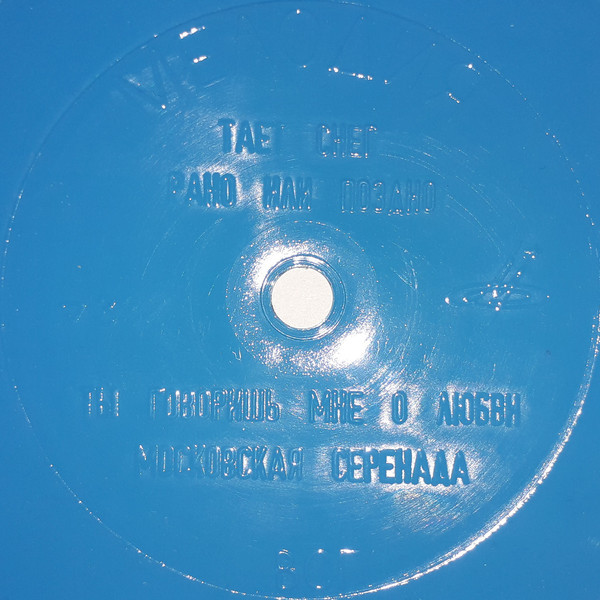 ТАЕТ СНЕГ
РАНО ИЛИ ПОЗДНО
ТЫ ГОВОРИШЬ МНЕ О ЛЮБВИ
МОСКОВСКАЯ СЕРЕНАДА